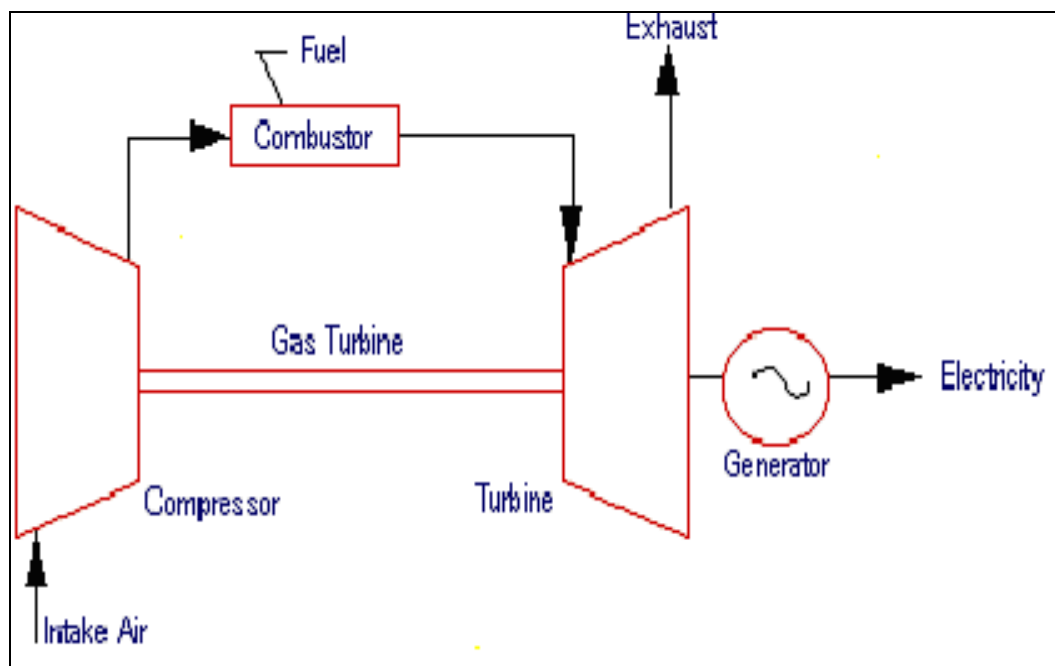 Exhaust
Fuel
Combustor
Gas Turbine
Electricity
Generator
Compressor
Turbine
Intake Air